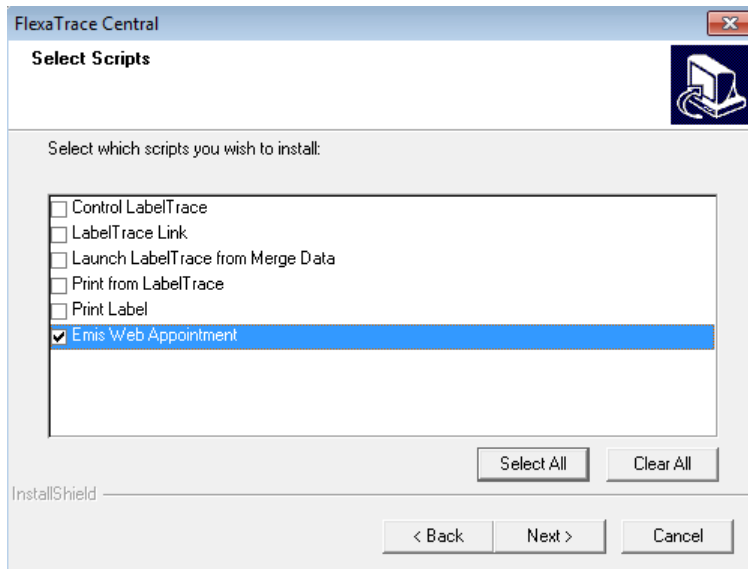 FlexaTrace Central
Select Scripts
Select which scripts you wish to install:
Control LabelTrace
LabelTrace Link
Launch LabelTrace from Merge Data
Print from LabelTrace
Print Label
Emis Web Appointment
Select All Clear All
InstallShield
< Back Next > Cancel